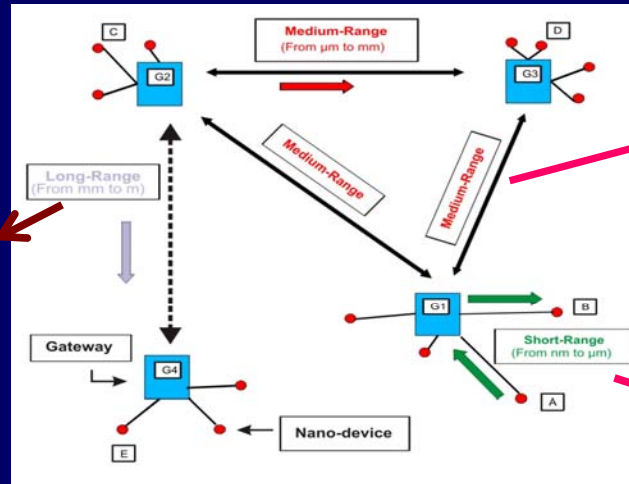 C
Medium-Range
(From μm to mm)
D
G2
G3
Long-Range
(From mm to m)
Medium-Range
Medium-Range
G1
B
Short-Range
(From nm to μm)
Gateway
G4
A
Nano-device
E